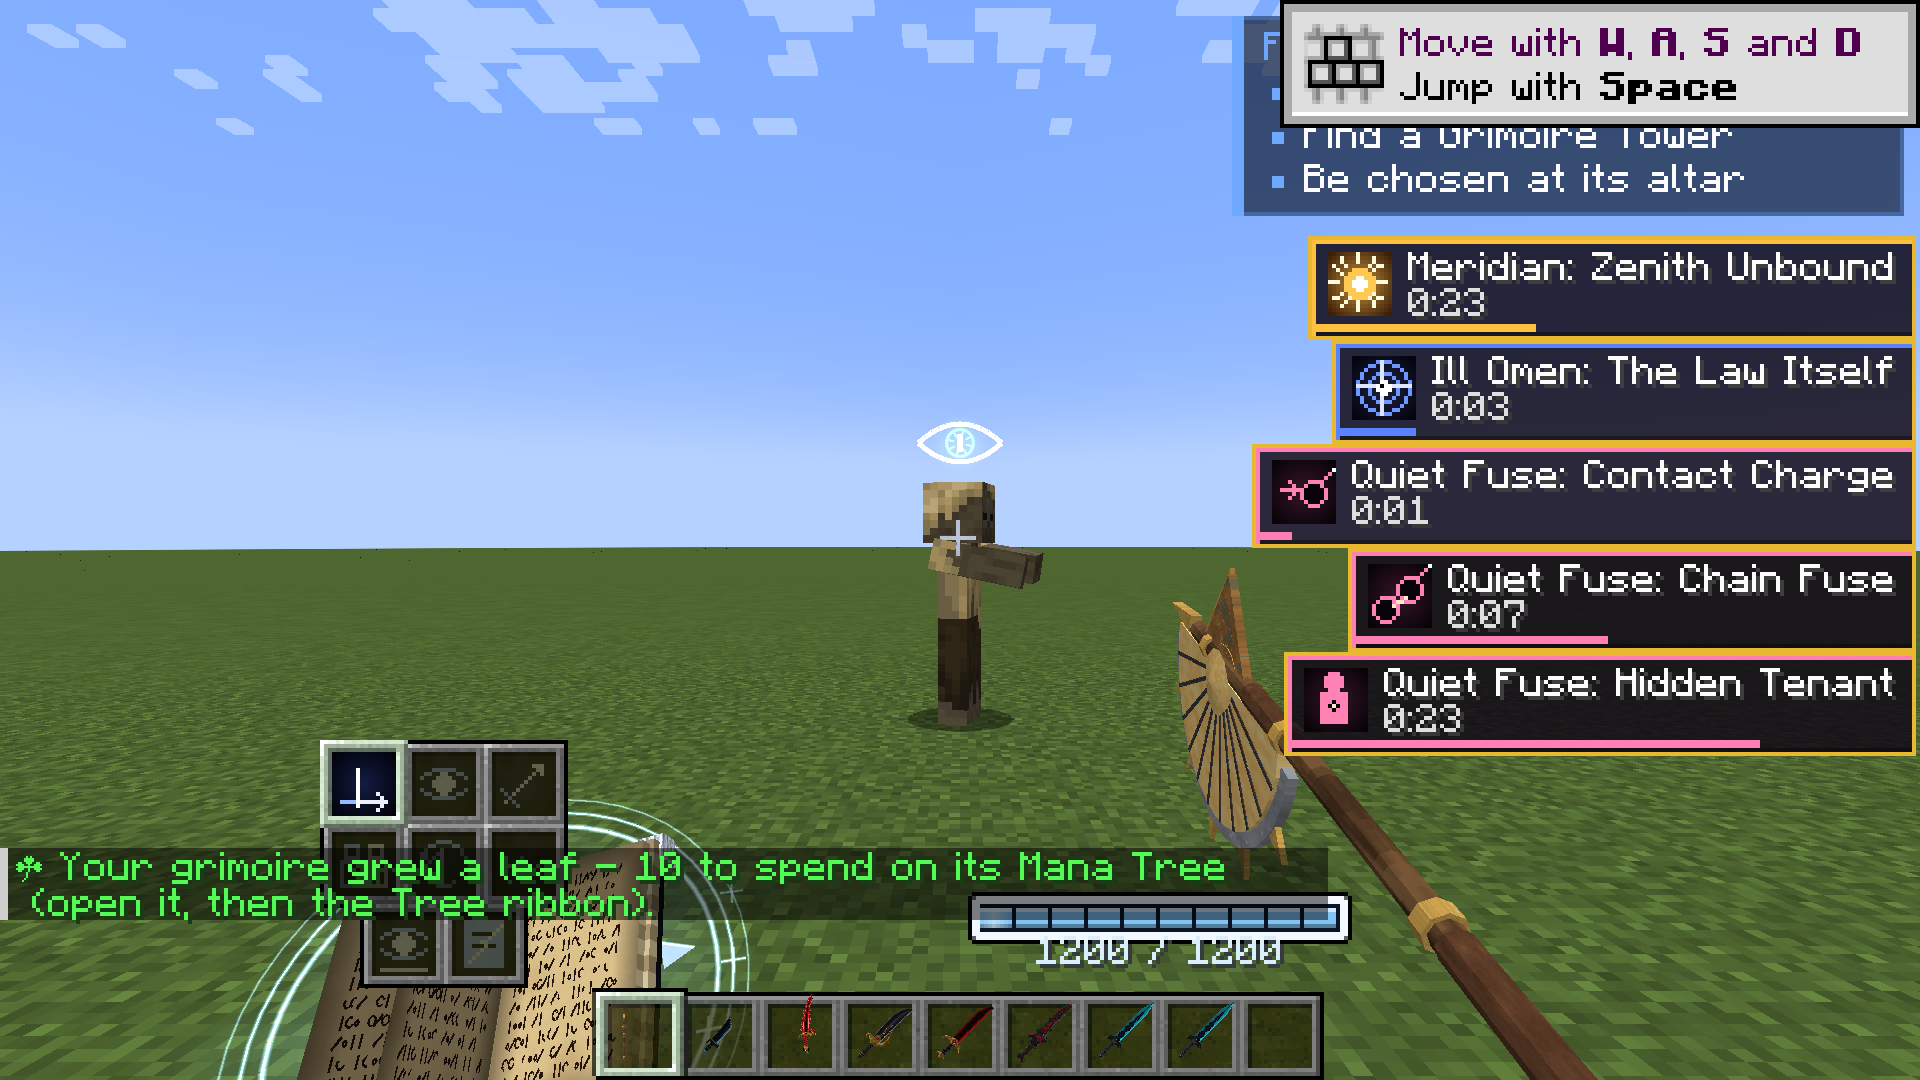 Move with W, A, S and D
Jump with Space
Find a Grimoire Tower
Be chosen at its altar
Meridian: Zenith Unbound
0:23
Ill Omen: The Law Itself
0:03
Quiet Fuse: Contact Charge
0:01
Quiet Fuse: Chain Fuse
0:07
Quiet Fuse: Hidden Tenant
0:23
Your grimoire grew a leaf — 10 to spend on its Mana Tree
(open it, then the Tree ribbon).
1200 / 1200